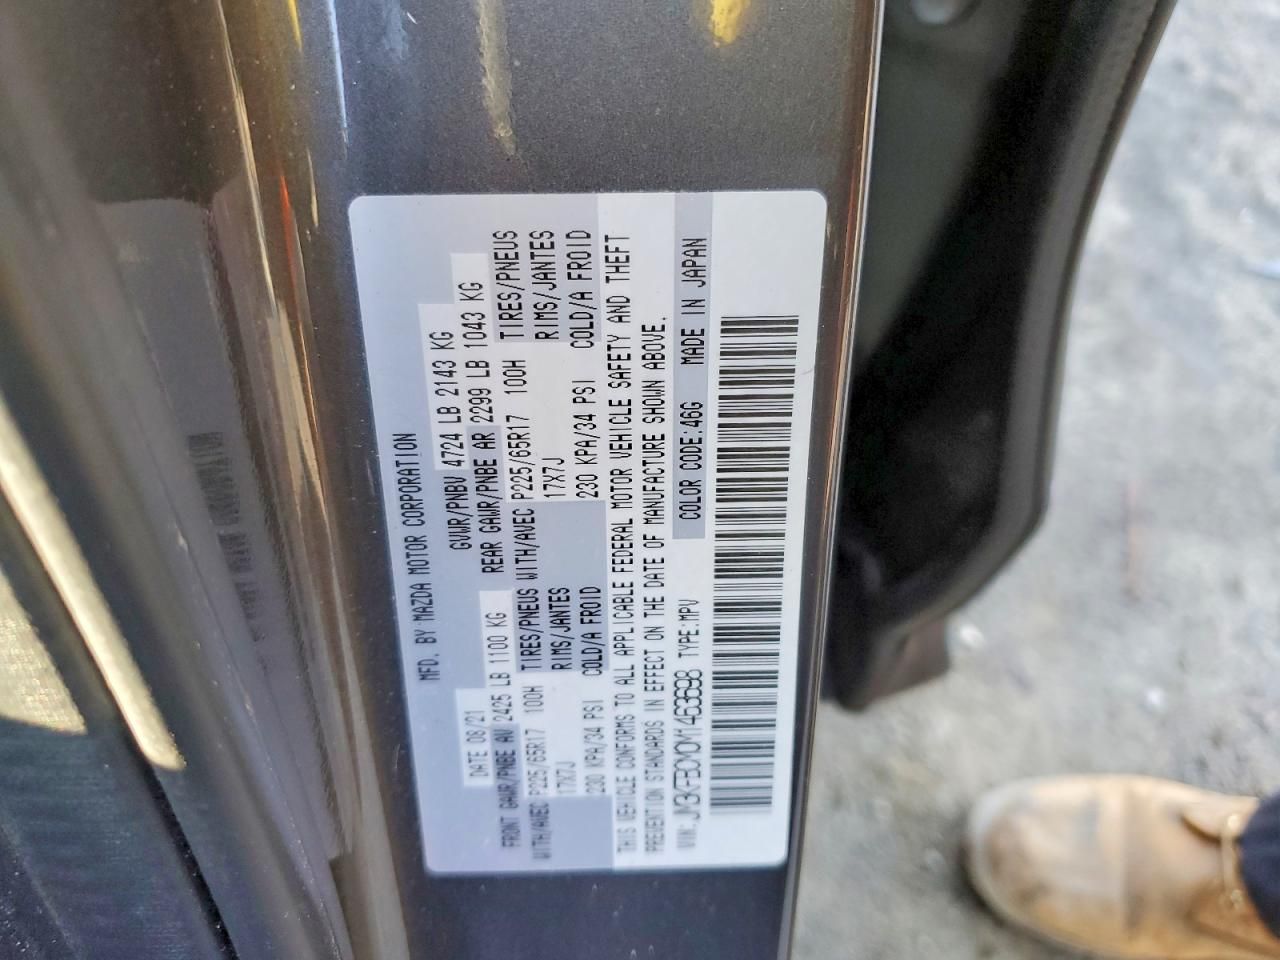 MFD. BY MAZDA MOTOR CORPORATION
DATE 08/21 GVWR/PNBV 4724 LB 2143 KG
FRONT GAWR/PNBE AV 2425 LB 1100 KG REAR GAWR/PNBE AR 2299 LB 1043 KG
WITH/AVEC P225/65R17 100H TIRES/PNEUS WITH/AVEC P225/65R17 100H TIRES/PNEUS
17X7J RIMS/JANTES 17X7J RIMS/JANTES
230 KPA/34 PSI COLD/A FROID 230 KPA/34 PSI COLD/A FROID
THIS VEHICLE CONFORMS TO ALL APPLICABLE FEDERAL MOTOR VEHICLE SAFETY AND THEFT
PREVENTION STANDARDS IN EFFECT ON THE DATE OF MANUFACTURE SHOWN ABOVE.
VIN: JM3KFBCM0M1463698 TYPE:MPV COLOR CODE:46G MADE IN JAPAN